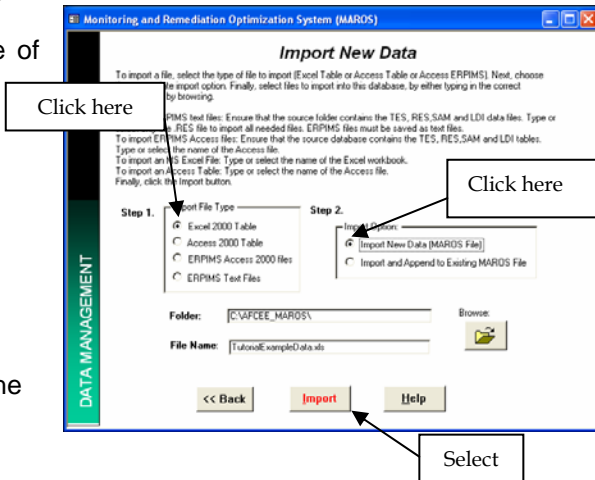 Monitoring and Remediation Optimization System (MAROS)
e of
Import New Data
To import a file, select the type of file to import (Excel Table or Access Table or Access ERPIMS). Next, choose
te import option. Finally, select files to import into this database, by either typing in the correct
by browsing.
Click here
PIMS text files: Ensure that the source folder contains the TES, RES,SAM and LDI data files. Type or
.RES file to import all needed files. ERPIMS files must be saved as text files.
To import ERPIMS Access files: Ensure that the source database contains the TES, RES,SAM and LDI tables.
Type or select the name of the Access file.
To import an MS Excel File: Type or select the name of the Excel workbook.
To import an Access Table: Type or select the name of the Access file.
Finally, click the Import button.
Click here
Step 1.
Import File Type
Excel 2000 Table
Access 2000 Table
ERPIMS Access 2000 files
ERPIMS Text Files
Step 2.
Import Option:
Import New Data (MAROS File)
Import and Append to Existing MAROS File
DATA MANAGEMENT
Folder: C:\AFCEE_MAROS\
Browse:
File Name: TutorialExampleData.xls
ne
<< Back
Import
Help
Select